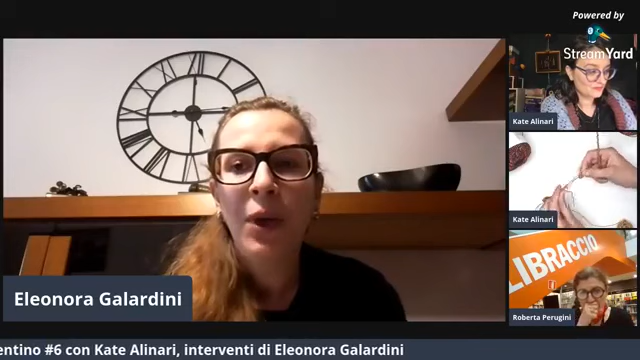 Powered by
StreamYard
Kate Alinari
Kate Alinari
LIBRACCIO
Roberta Perugini
Eleonora Galardini
entino #6 con Kate Alinari, interventi di Eleonora Galardini